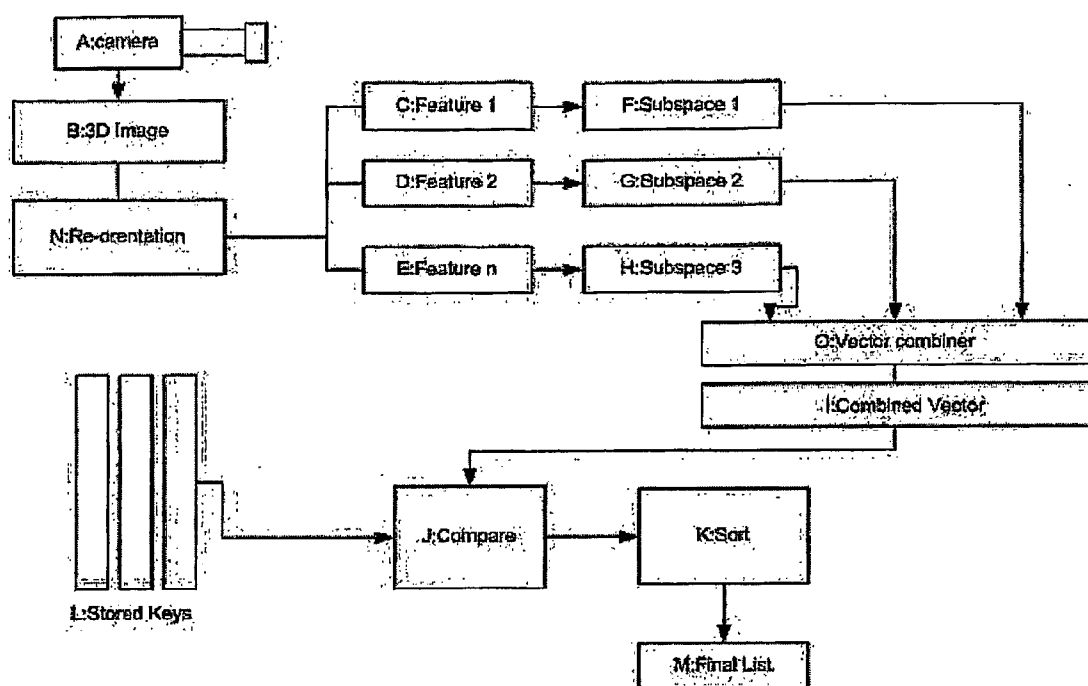 A:camera
B:3D Image
N:Re-orentation
C:Feature 1
F:Subspace 1
D:Feature 2
G:Subspace 2
E:Feature n
H:Subspace 3
O:Vector combiner
I:Combined Vector
L:Stored Keys
J:Compare
K:Sort
M:Final List